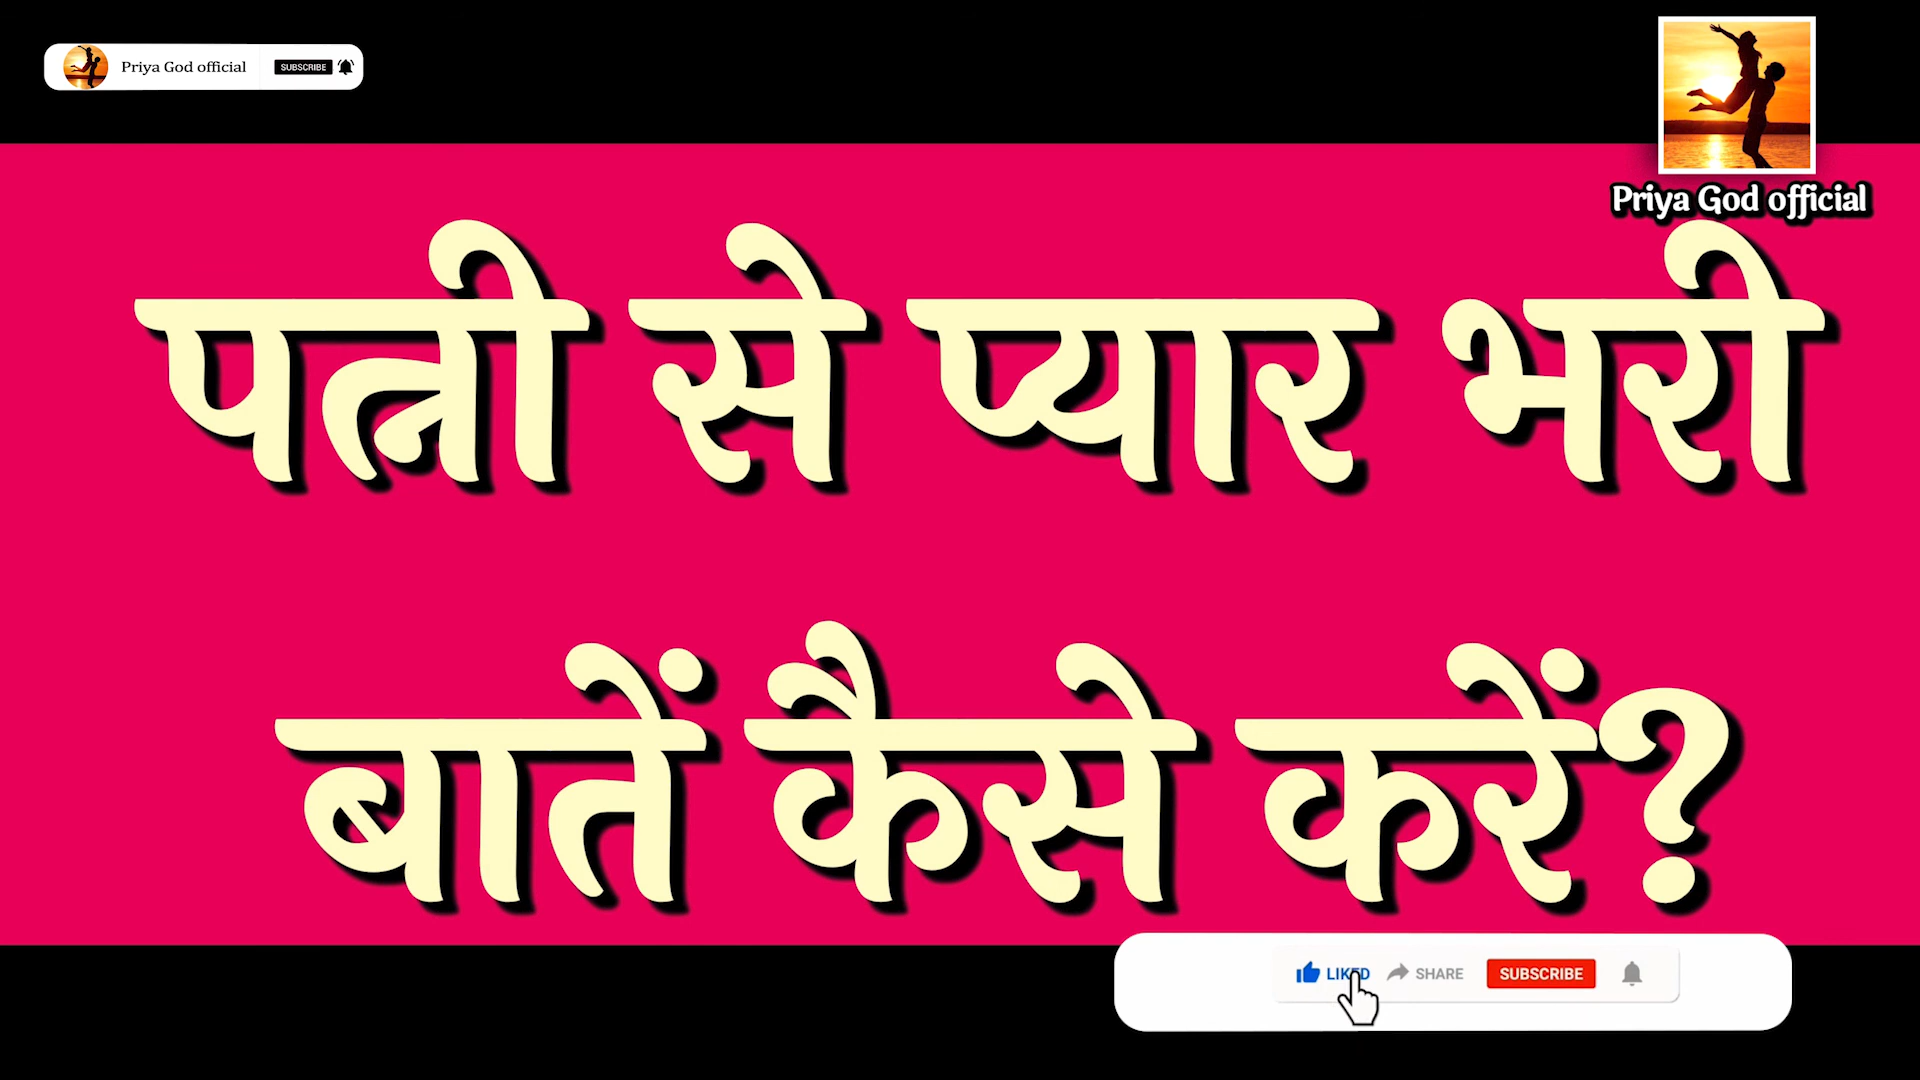 Priya God official SUBSCRIBE
Priya God official
पत्नी से प्यार भरी
बातें कैसे करें?
LIKED SHARE SUBSCRIBE